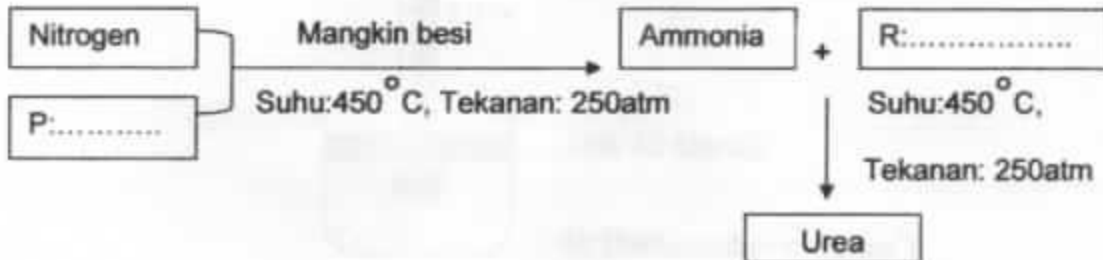 Nitrogen
Mangkin besi
Ammonia
+
R:................
P:...........
Suhu:450°C, Tekanan: 250atm
Suhu:450°C,
Tekanan: 250atm
Urea